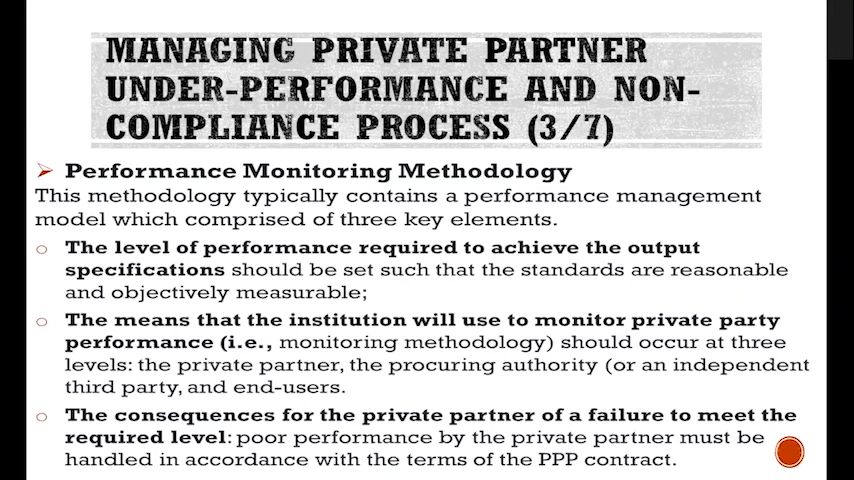 MANAGING PRIVATE PARTNER
UNDER-PERFORMANCE AND NON-
COMPLIANCE PROCESS (3/7)
Performance Monitoring Methodology
This methodology typically contains a performance management
model which comprised of three key elements.
The level of performance required to achieve the output
specifications should be set such that the standards are reasonable
and objectively measurable;
The means that the institution will use to monitor private party
performance (i.e., monitoring methodology) should occur at three
levels: the private partner, the procuring authority (or an independent
third party, and end-users.
The consequences for the private partner of a failure to meet the
required level: poor performance by the private partner must be
handled in accordance with the terms of the PPP contract.